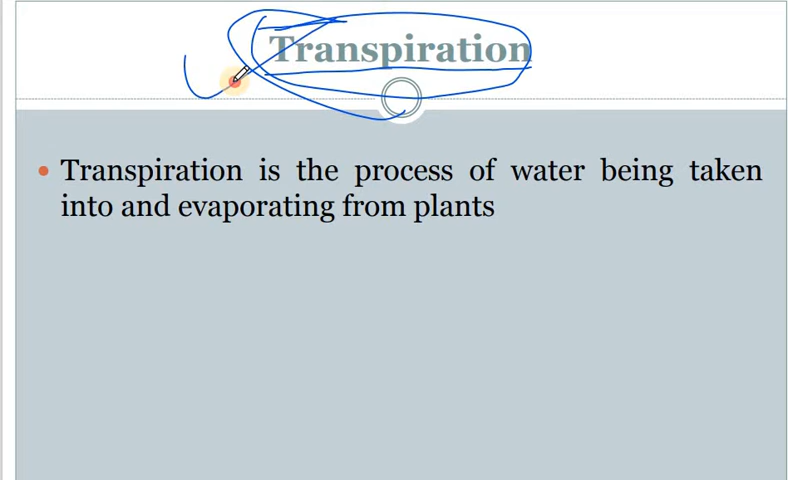 Transpiration
• Transpiration is the process of water being taken
into and evaporating from plants